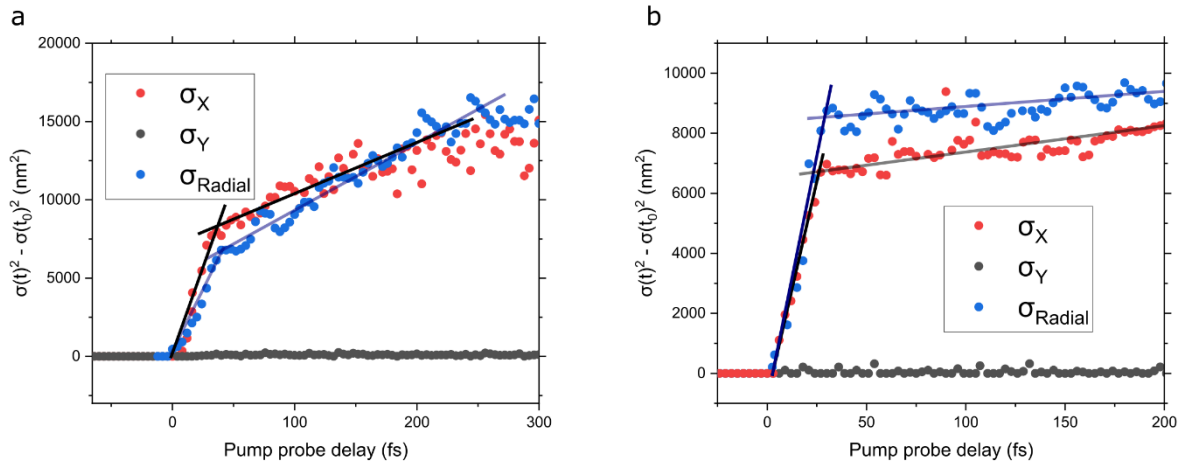 a
20000
15000
10000
5000
0
σ(t)² - σ(t₀)² (nm²)
σX
σY
σRadial
0 100 200 300
Pump probe delay (fs)
b
10000
8000
6000
4000
2000
0
σ(t)² - σ(t₀)² (nm²)
σX
σY
σRadial
0 50 100 150 200
Pump probe delay (fs)